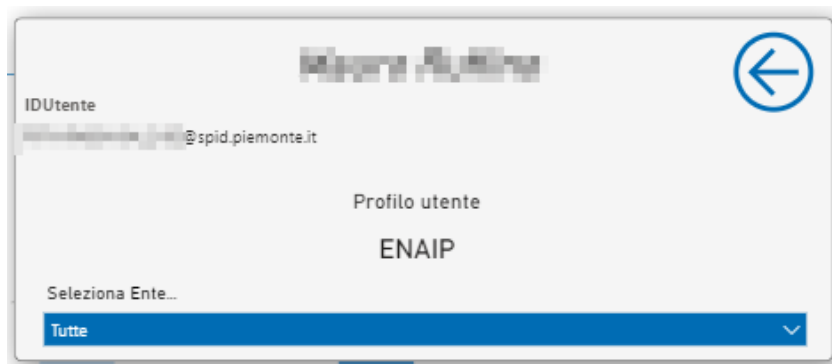 IDUtente
@spid.piemonte.it
Profilo utente
ENAIP
Seleziona Ente...
Tutte